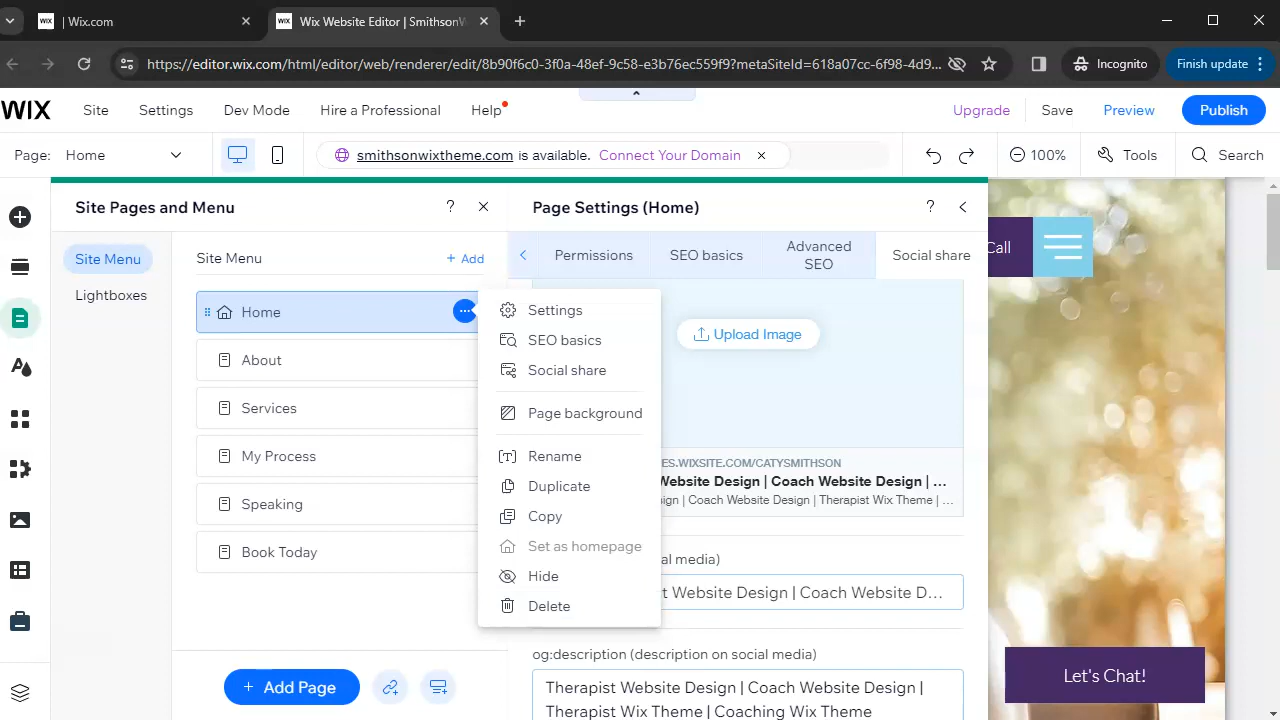 WIX | Wix.com
WIX Wix Website Editor | SmithsonW
https://editor.wix.com/html/editor/web/renderer/edit/8b90f6c0-3f0a-48ef-9c58-e3b76ec559f9?metaSiteId=618a07cc-6f98-4d9...
Incognito
Finish update
WIX Site Settings Dev Mode Hire a Professional Help
Upgrade Save Preview Publish
Page: Home
smithsonwixtheme.com is available. Connect Your Domain
100% Tools Search
Site Pages and Menu ?
Page Settings (Home) ?
Site Menu
Lightboxes
Site Menu + Add
Permissions SEO basics Advanced SEO Social share
Call
Home
About
Services
My Process
Speaking
Book Today
Settings
SEO basics
Social share
Page background
Rename
Duplicate
Copy
Set as homepage
Hide
Delete
Upload Image
ES.WIXSITE.COM/CATYSMITHSON
Website Design | Coach Website Design | ...
ign | Coach Website Design | Therapist Wix Theme | ...
ial media)
t Website Design | Coach Website D...
og:description (description on social media)
Therapist Website Design | Coach Website Design |
Therapist Wix Theme | Coaching Wix Theme
+ Add Page
Let's Chat!